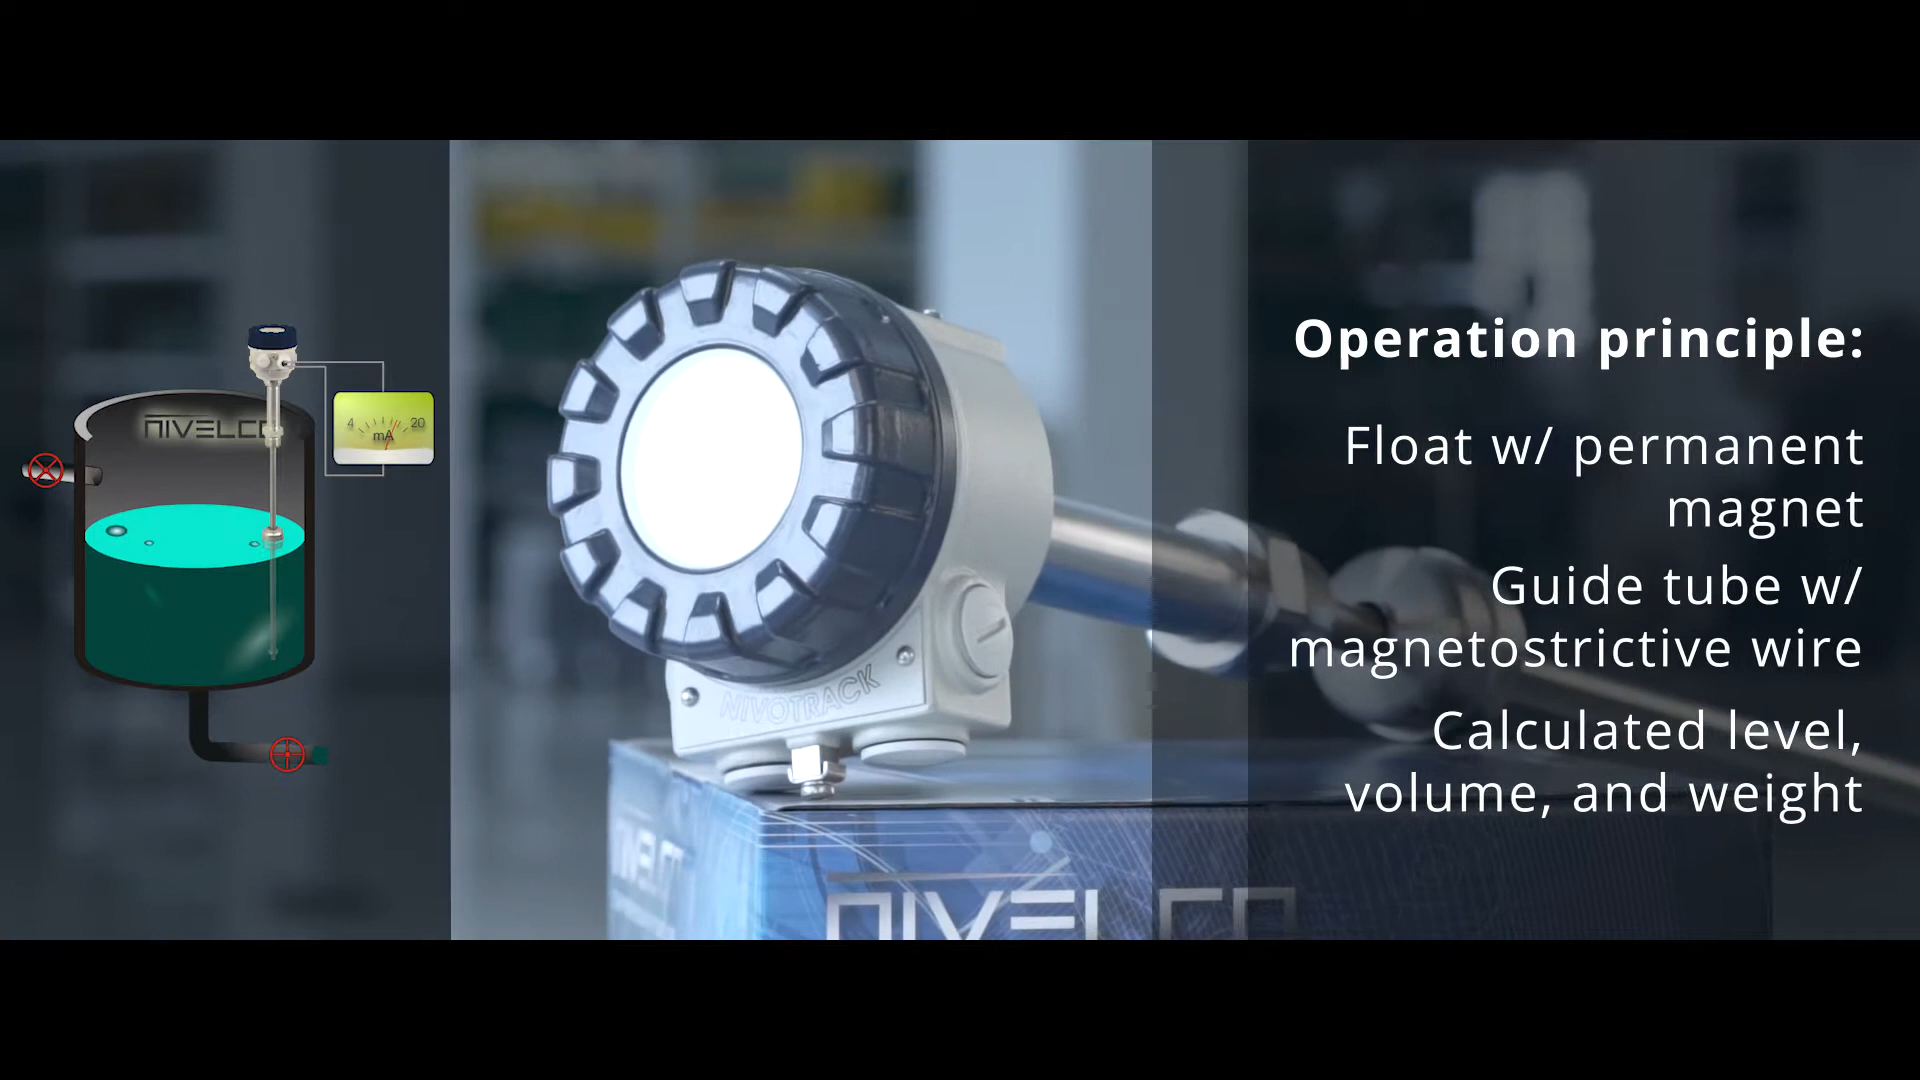 Operation principle:
Float w/ permanent
magnet
Guide tube w/
magnetostrictive wire
Calculated level,
volume, and weight
NIVELCO
4
20
mA
NIVOTRACK
NIVELCO